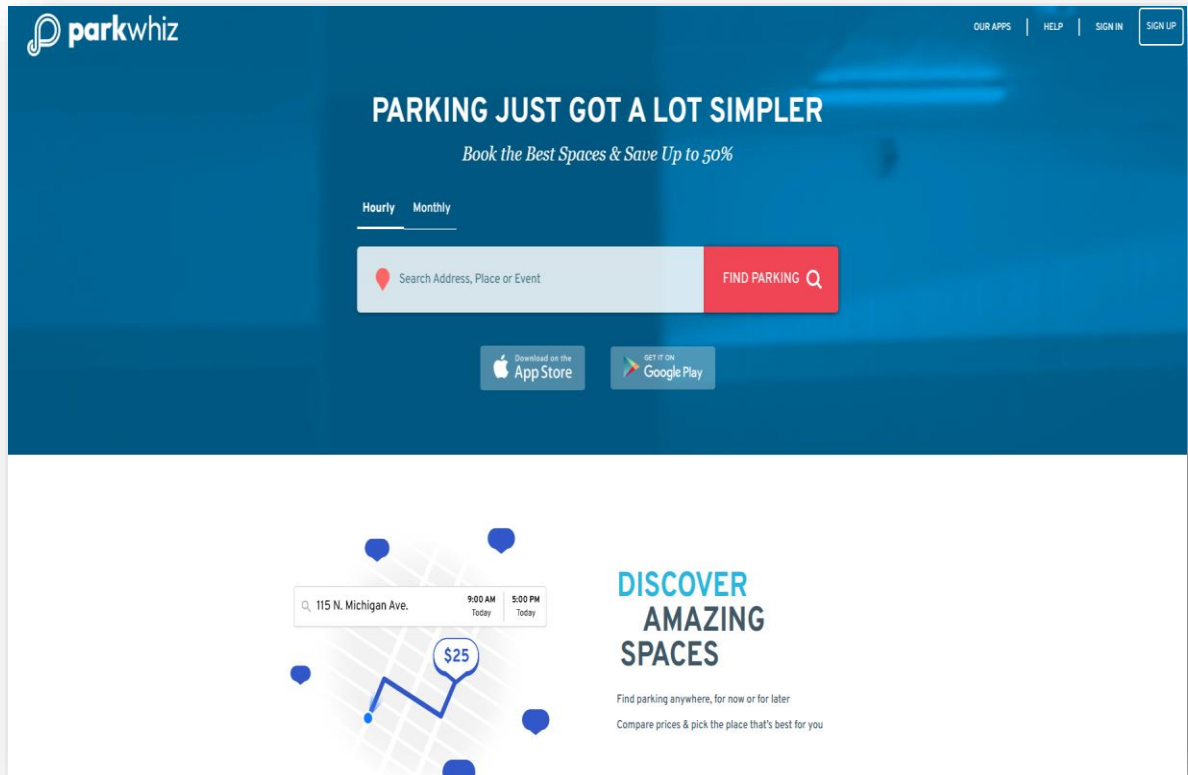 parkwhiz
OUR APPS | HELP | SIGN IN SIGN UP
PARKING JUST GOT A LOT SIMPLER
Book the Best Spaces & Save Up to 50%
Hourly Monthly
Search Address, Place or Event FIND PARKING
Download on the
App Store
GET IT ON
Google Play
115 N. Michigan Ave. 9:00 AM 5:00 PM
Today Today
$25
DISCOVER
AMAZING
SPACES
Find parking anywhere, for now or for later
Compare prices & pick the place that's best for you